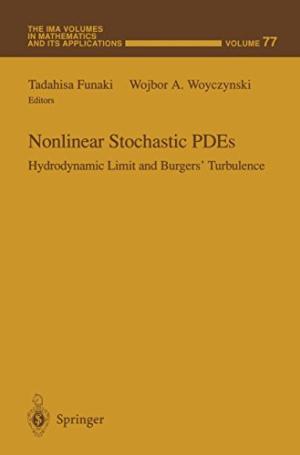 THE IMA VOLUMES
IN MATHEMATICS
AND ITS APPLICATIONS
VOLUME 77
Tadahisa Funaki Wojbor A. Woyczynski
Editors
Nonlinear Stochastic PDEs
Hydrodynamic Limit and Burgers' Turbulence
Springer